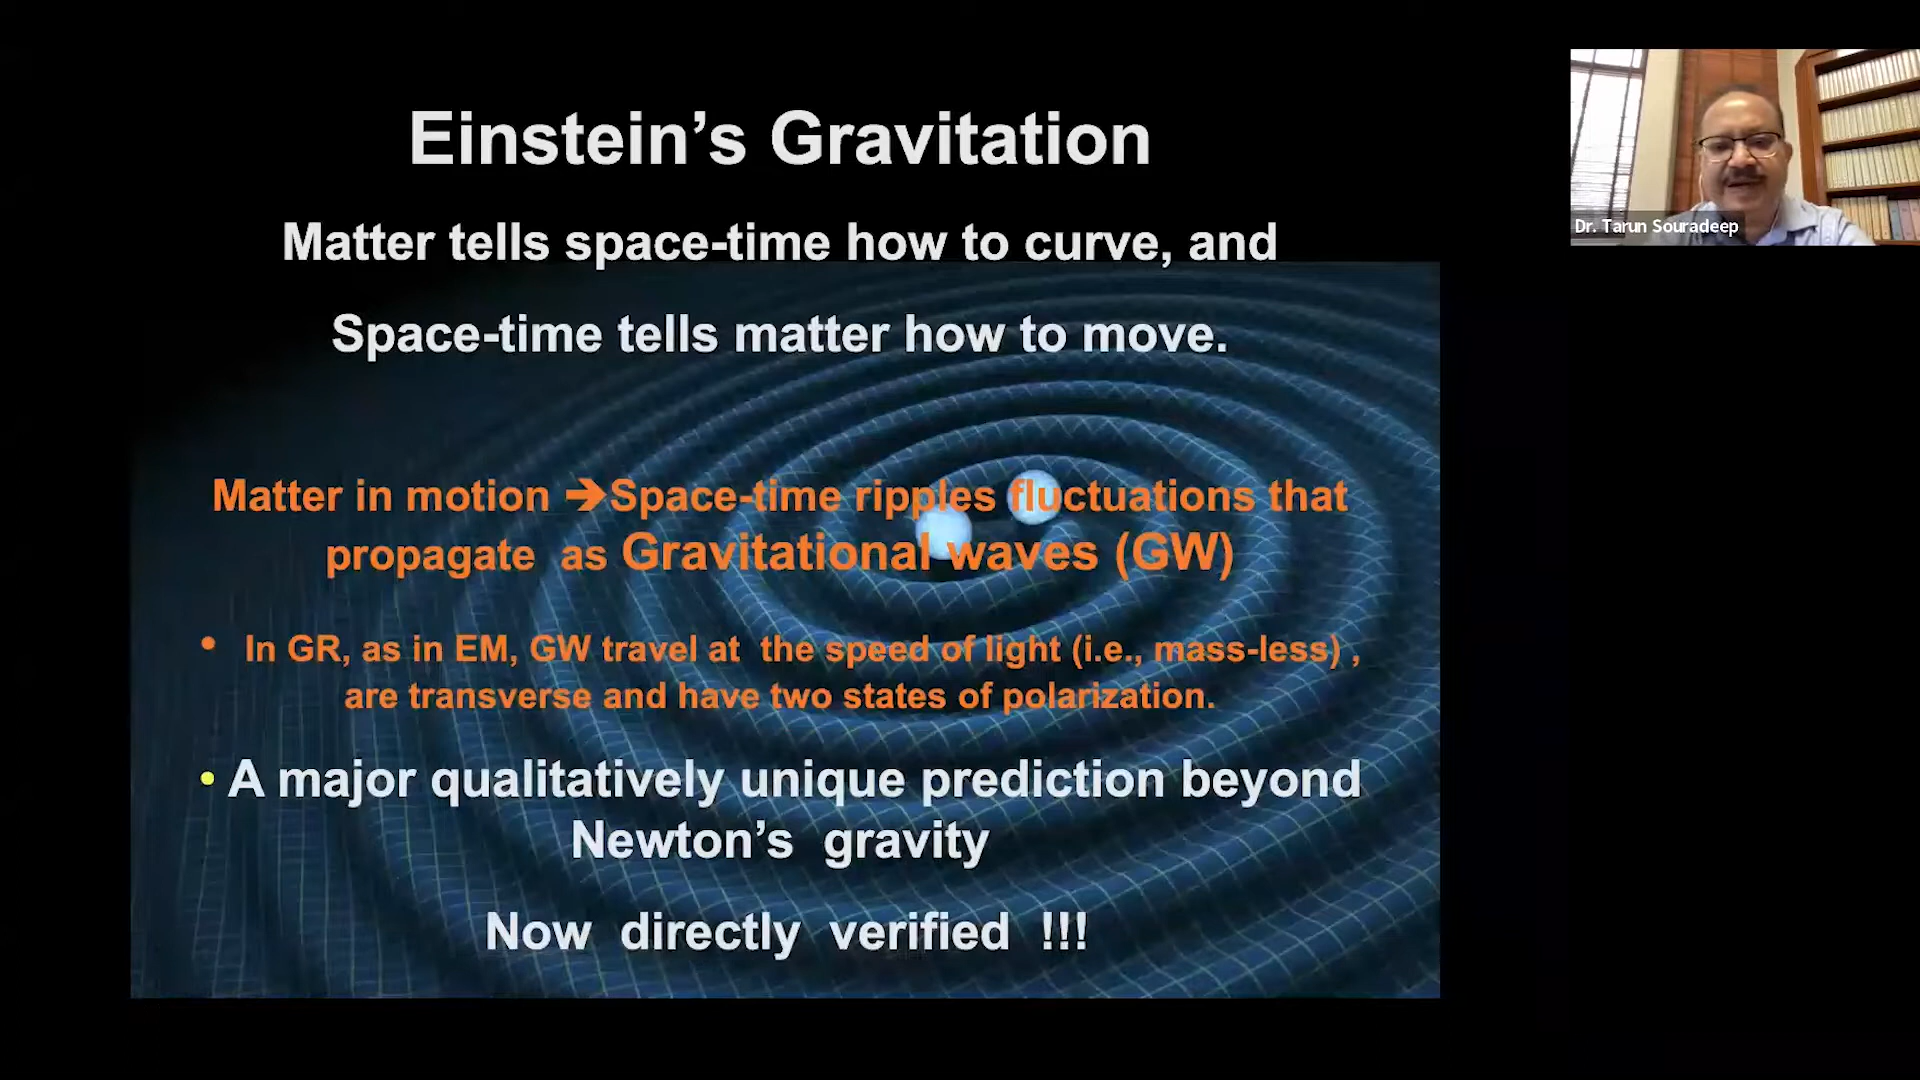 Einstein’s Gravitation
Matter tells space-time how to curve, and
Space-time tells matter how to move.
Matter in motion ➔Space-time ripples fluctuations that
propagate as Gravitational waves (GW)
• In GR, as in EM, GW travel at the speed of light (i.e., mass-less) ,
are transverse and have two states of polarization.
• A major qualitatively unique prediction beyond
Newton’s gravity
Now directly verified !!!
Dr. Tarun Souradeep